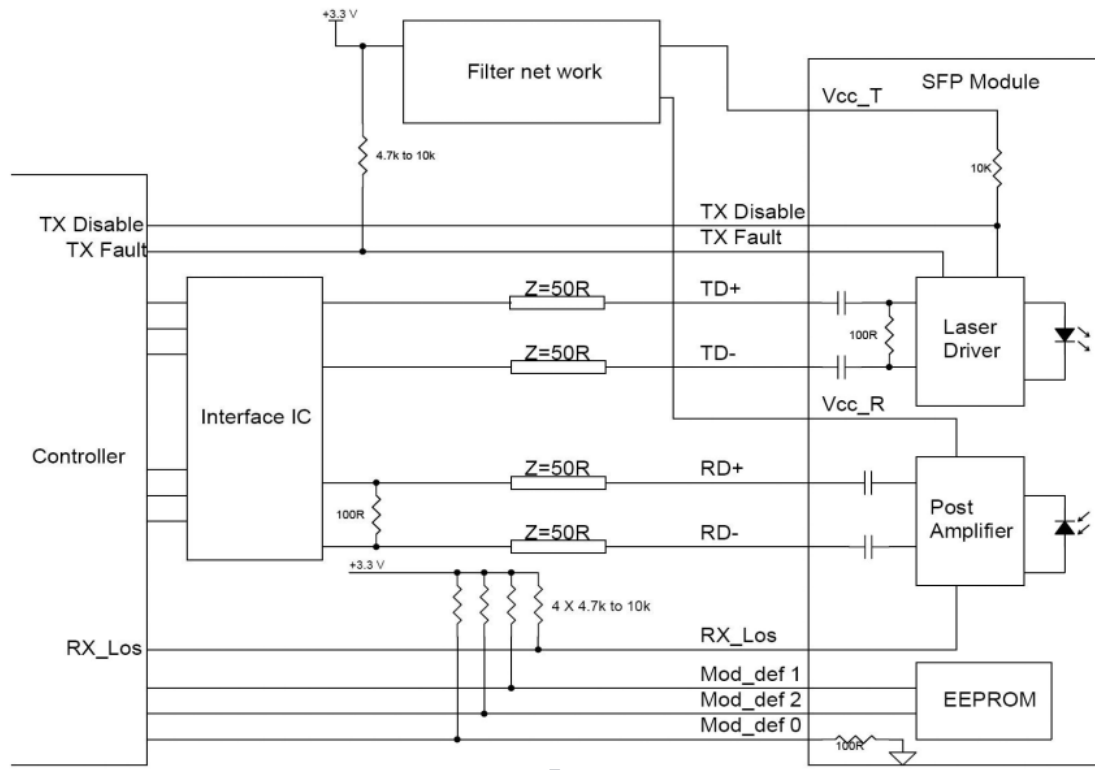 +3.3 V
Filter net work
SFP Module
Vcc_T
4.7k to 10k
10K
TX Disable
TX Disable
TX Fault
TX Fault
Z=50R
TD+
100R
Laser
Driver
Z=50R
TD-
Interface IC
Vcc_R
Controller
Z=50R
RD+
100R
Post
Amplifier
Z=50R
RD-
+3.3 V
4 X 4.7k to 10k
RX_Los
RX_Los
Mod_def 1
Mod_def 2
EEPROM
Mod_def 0
100R